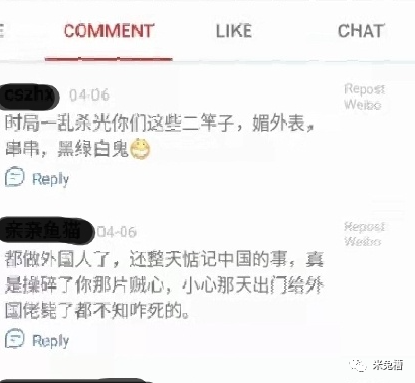 COMMENT LIKE CHAT
04-06 Repost
Weibo
时局一乱杀光你们这些二竿子，媚外表，
串串，黑绿白鬼
Reply
04-06 Repost
Weibo
都做外国人了，还整天惦记中国的事，真
是操碎了你那片贼心，小心那天出门给外
国佬毙了都不知咋死的。
Reply
米兔槽